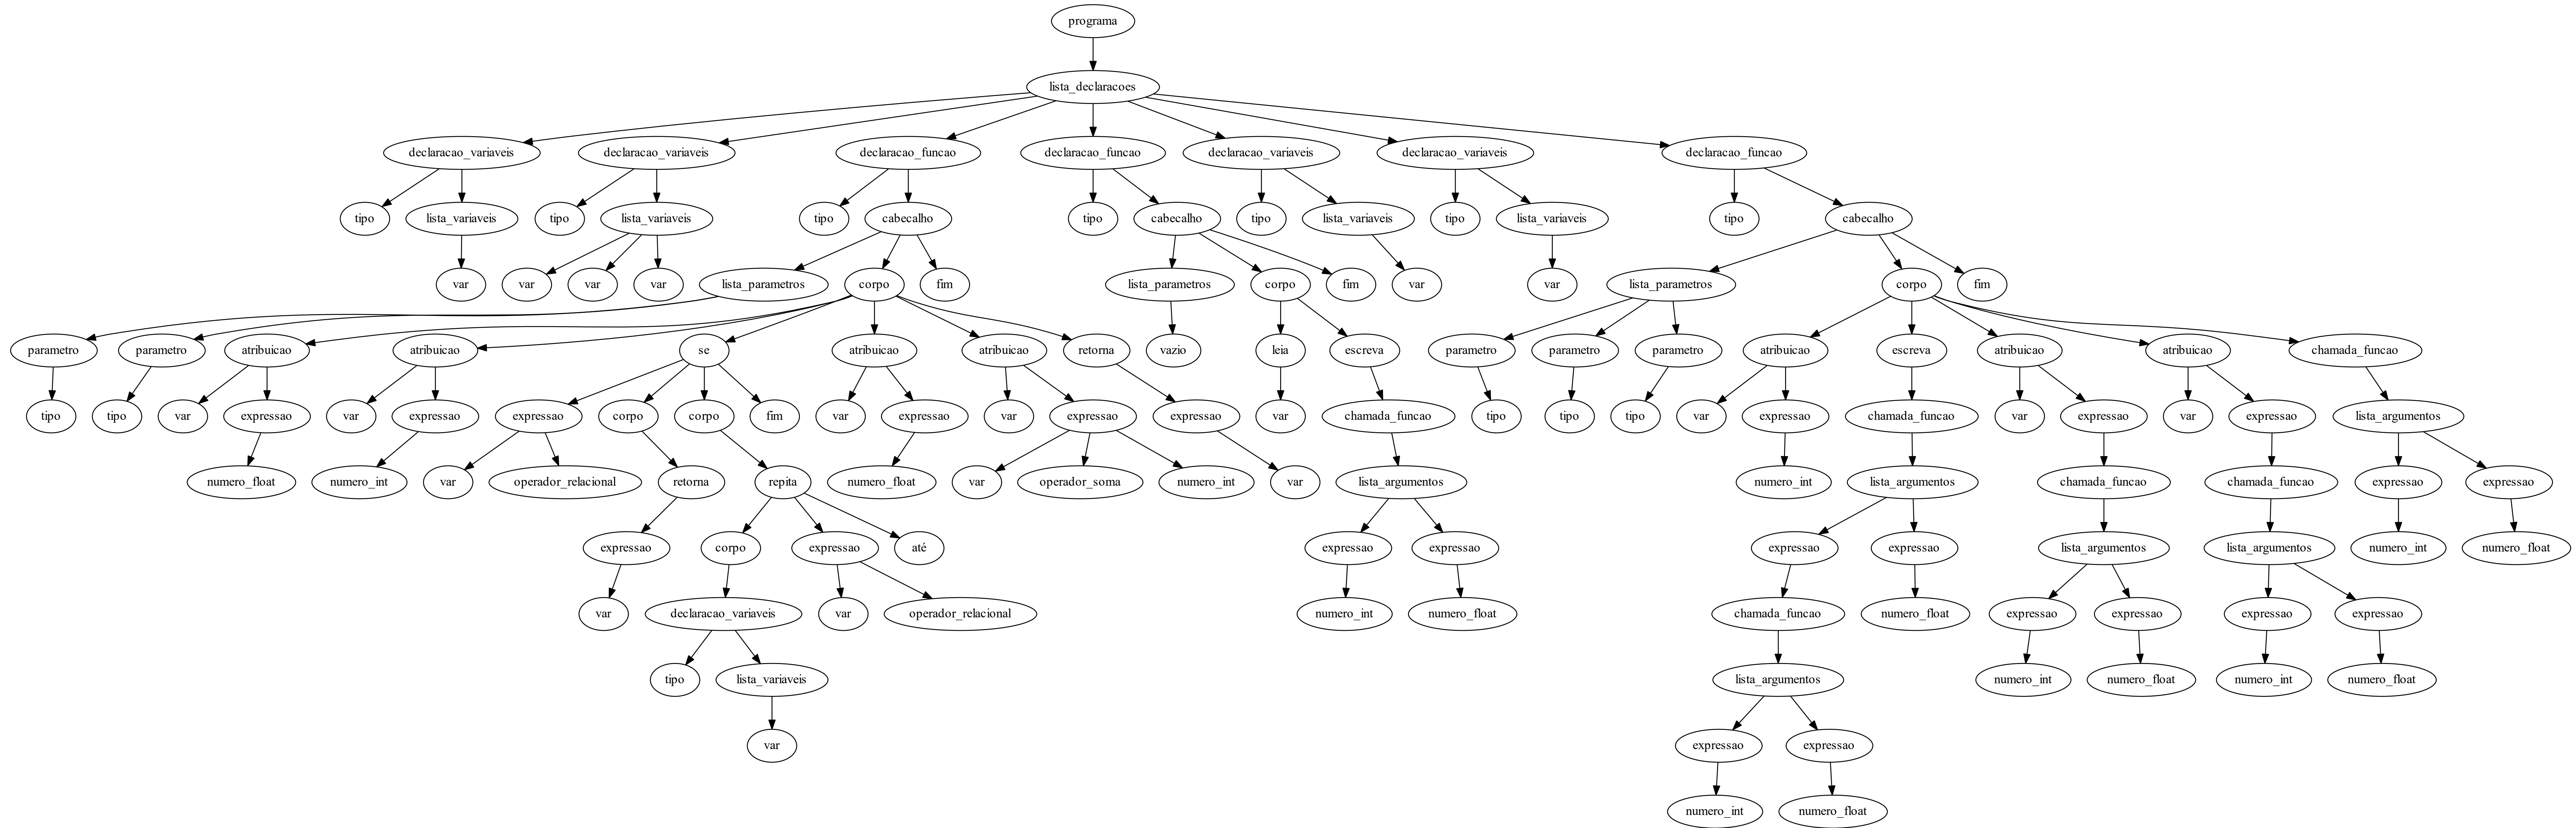 programa
lista_declaracoes
declaracao_variaveis declaracao_variaveis declaracao_funcao declaracao_funcao declaracao_variaveis declaracao_variaveis declaracao_funcao
tipo lista_variaveis tipo lista_variaveis tipo cabecalho tipo cabecalho tipo lista_variaveis tipo lista_variaveis tipo cabecalho
var var var var lista_parametros corpo fim lista_parametros corpo fim var var lista_parametros corpo fim
parametro parametro atribuicao atribuicao se atribuicao atribuicao retorna vazio leia escreva parametro parametro parametro atribuicao escreva atribuicao atribuicao chamada_funcao
tipo tipo var expressao var expressao expressao corpo corpo fim var expressao var expressao expressao var chamada_funcao tipo tipo tipo var expressao chamada_funcao var expressao var expressao lista_argumentos
numero_float numero_int var operador_relacional retorna repita numero_float var operador_soma numero_int var lista_argumentos numero_int lista_argumentos chamada_funcao chamada_funcao expressao expressao
expressao corpo expressao até expressao expressao expressao expressao lista_argumentos lista_argumentos numero_int numero_float
var declaracao_variaveis var operador_relacional numero_int numero_float chamada_funcao numero_float expressao expressao expressao expressao
tipo lista_variaveis lista_argumentos numero_int numero_float numero_int numero_float
var expressao expressao
numero_int numero_float